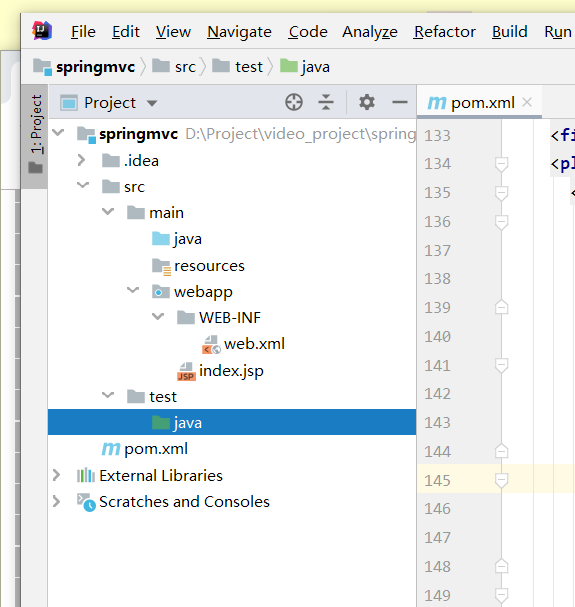 File Edit View Navigate Code Analyze Refactor Build Run
springmvc src test java
1: Project
Project
pom.xml
springmvc D:\Project\video_project\spring
.idea
src
main
java
resources
webapp
WEB-INF
web.xml
index.jsp
test
java
pom.xml
External Libraries
Scratches and Consoles
133 <fi
134 <pl
135 <
136
137
138
139
140
141
142
143
144
145
146
147
148
149